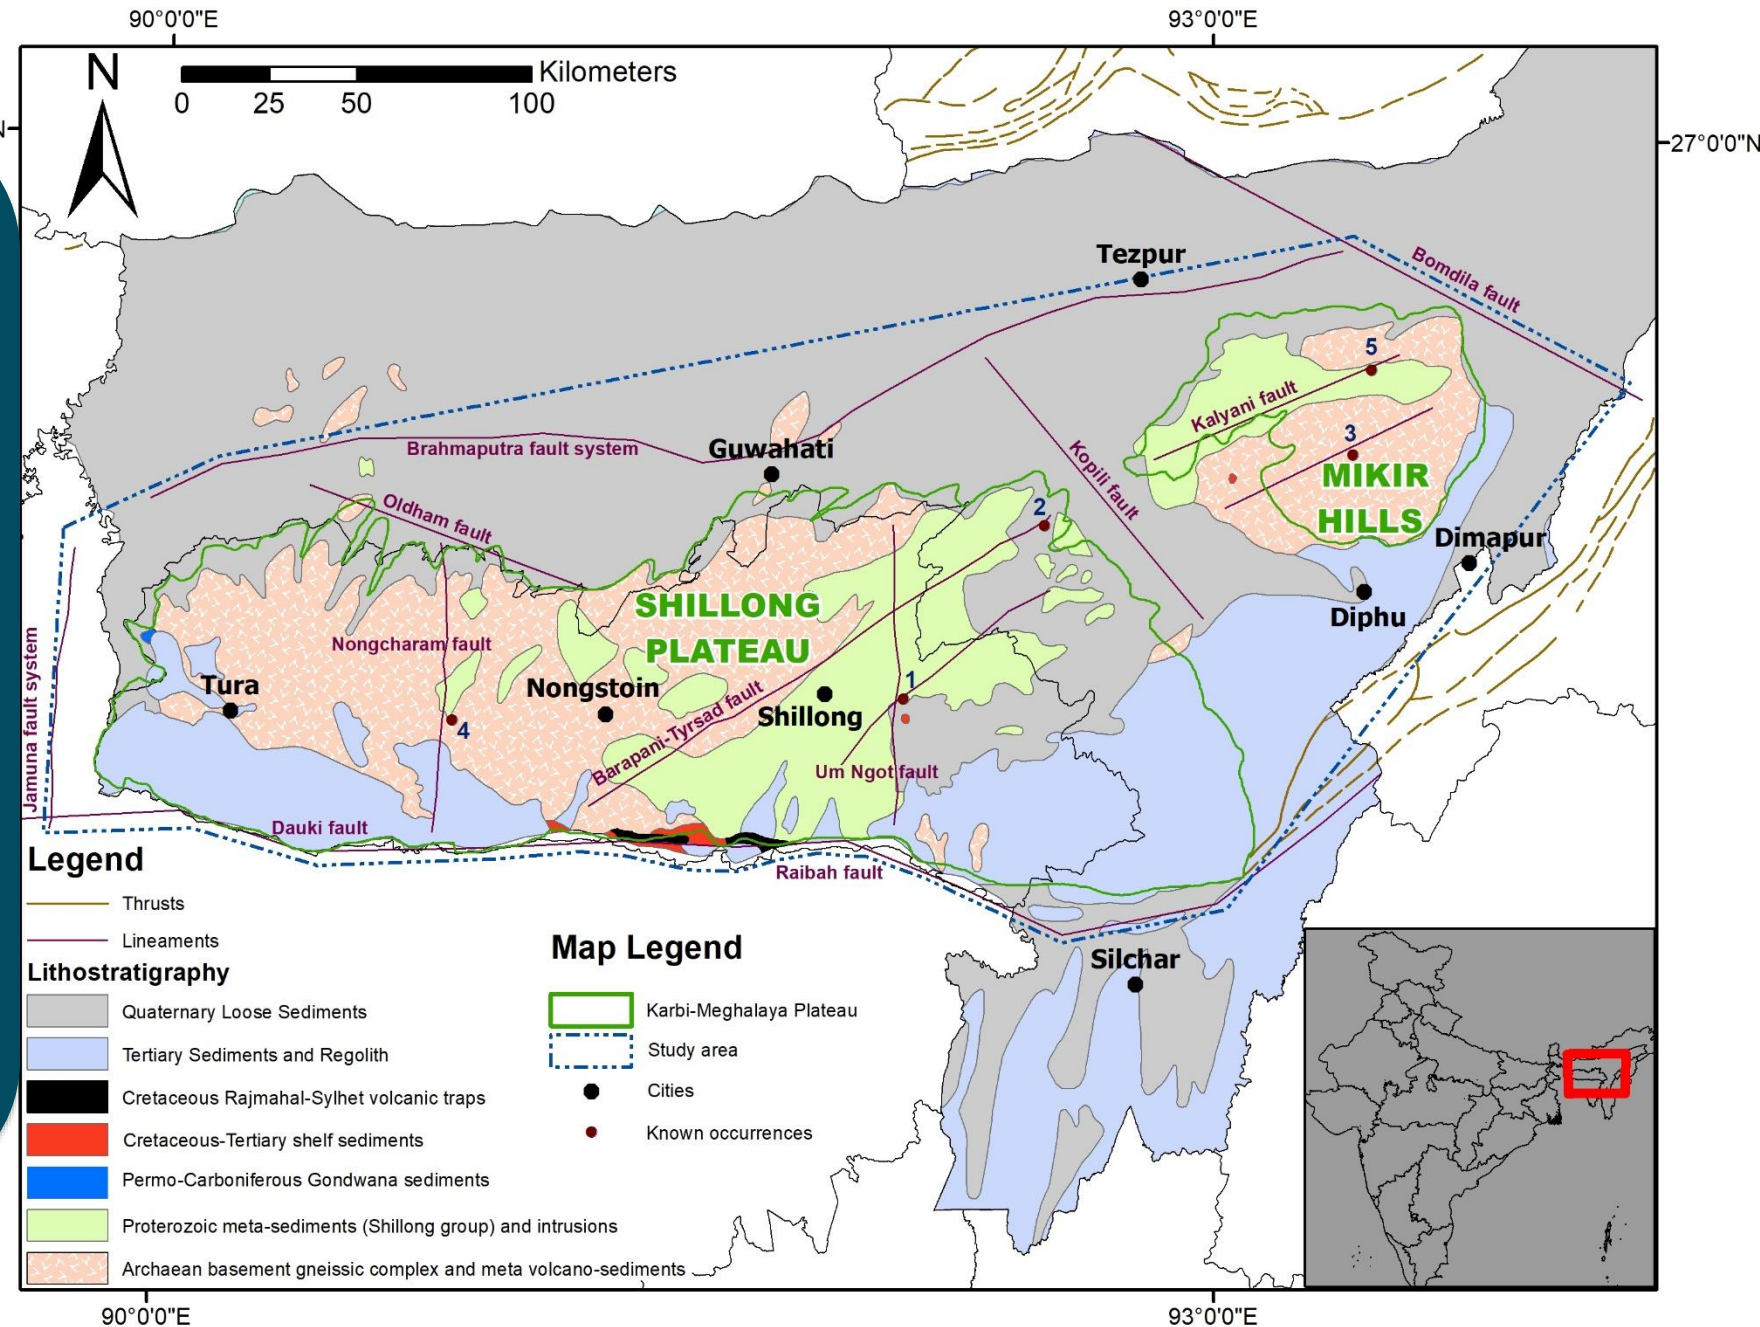 90°0'0"E
93°0'0"E
N
Kilometers
0 25 50 100
N
27°0'0"N
Tezpur
Bomdila fault
5
Kalyani fault
3
Brahmaputra fault system
Guwahati
Kopili fault
MIKIR
HILLS
Oldham fault
2
Dimapur
SHILLONG
PLATEAU
Diphu
Nongcharam fault
Jamuna fault system
Tura
Nongstoin
1
Shillong
4
Barapani-Tyrsad fault
Um Ngot fault
Dauki fault
Raibah fault
Legend
Thrusts
Lineaments
Lithostratigraphy
Quaternary Loose Sediments
Tertiary Sediments and Regolith
Cretaceous Rajmahal-Sylhet volcanic traps
Cretaceous-Tertiary shelf sediments
Permo-Carboniferous Gondwana sediments
Proterozoic meta-sediments (Shillong group) and intrusions
Archaean basement gneissic complex and meta volcano-sediments
Map Legend
Karbi-Meghalaya Plateau
Study area
Cities
Known occurrences
Silchar
90°0'0"E
93°0'0"E